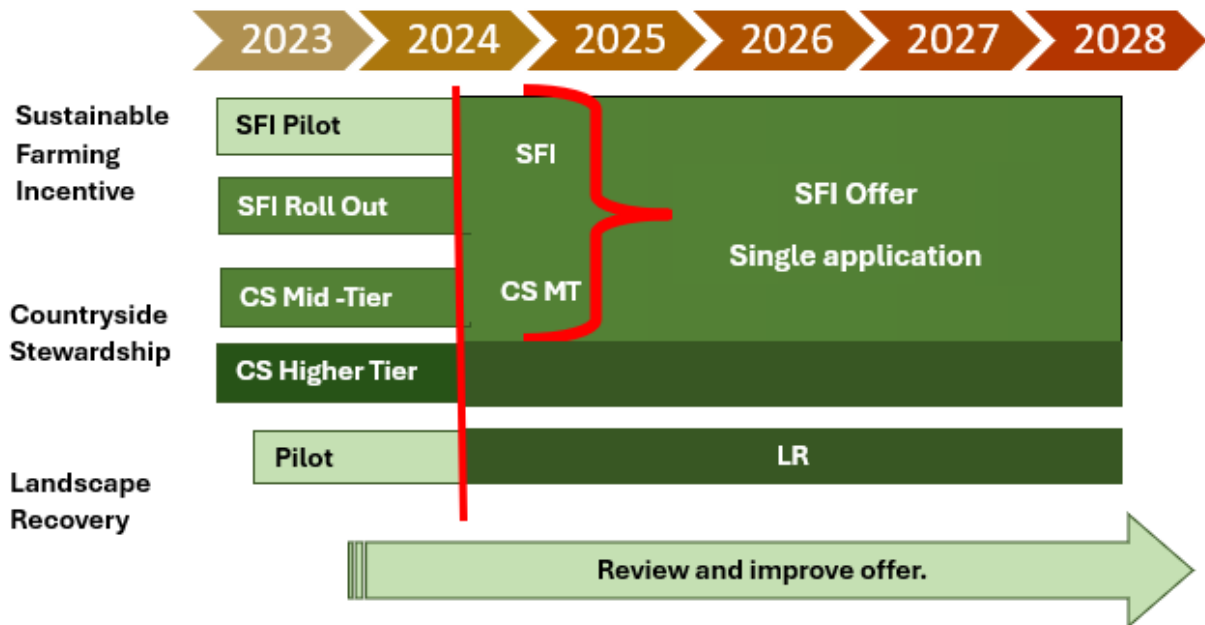 2023 2024 2025 2026 2027 2028
Sustainable
Farming
Incentive
SFI Pilot
SFI Roll Out
SFI
SFI Offer
Single application
Countryside
Stewardship
CS Mid -Tier
CS MT
CS Higher Tier
Landscape
Recovery
Pilot
LR
Review and improve offer.